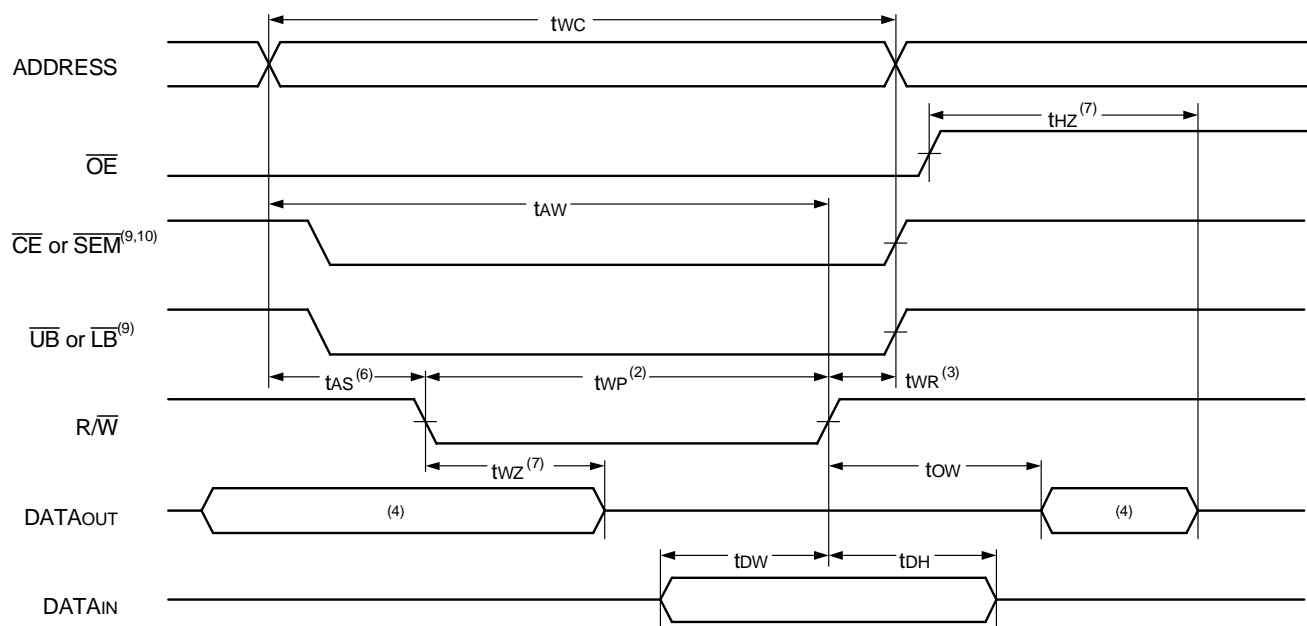 tWC
ADDRESS
tHZ(7)
OE
tAW
CE or SEM(9,10)
UB or LB(9)
tAS(6) tWP(2) tWR(3)
R/W
tWZ(7) tOW
DATAOUT (4) (4)
tDW tDH
DATAIN